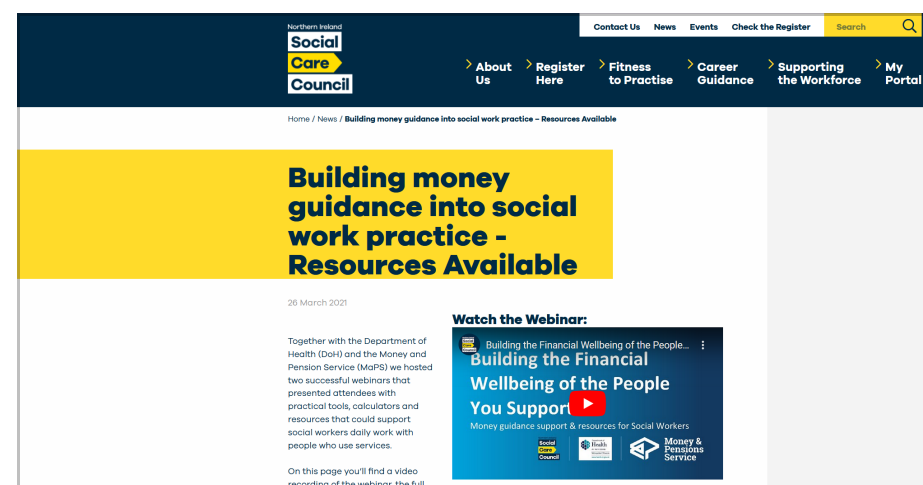 Northern Ireland
Social
Care
Council
Contact Us News Events Check the Register Search
About
Us
Register
Here
Fitness
to Practise
Career
Guidance
Supporting
the Workforce
My
Portal
Home / News / Building money guidance into social work practice – Resources Available
Building money
guidance into social
work practice -
Resources Available
26 March 2021
Together with the Department of
Health (DoH) and the Money and
Pension Service (MaPS) we hosted
two successful webinars that
presented attendees with
practical tools, calculators and
resources that could support
social workers daily work with
people who use services.
On this page you'll find a video
recording of the webinar, the full
Watch the Webinar:
Building the Financial Wellbeing of the People...
Building the Financial
Wellbeing of the People
You Support
Money guidance support & resources for Social Workers
Social
Care
Council
Health
Money &
Pensions
Service